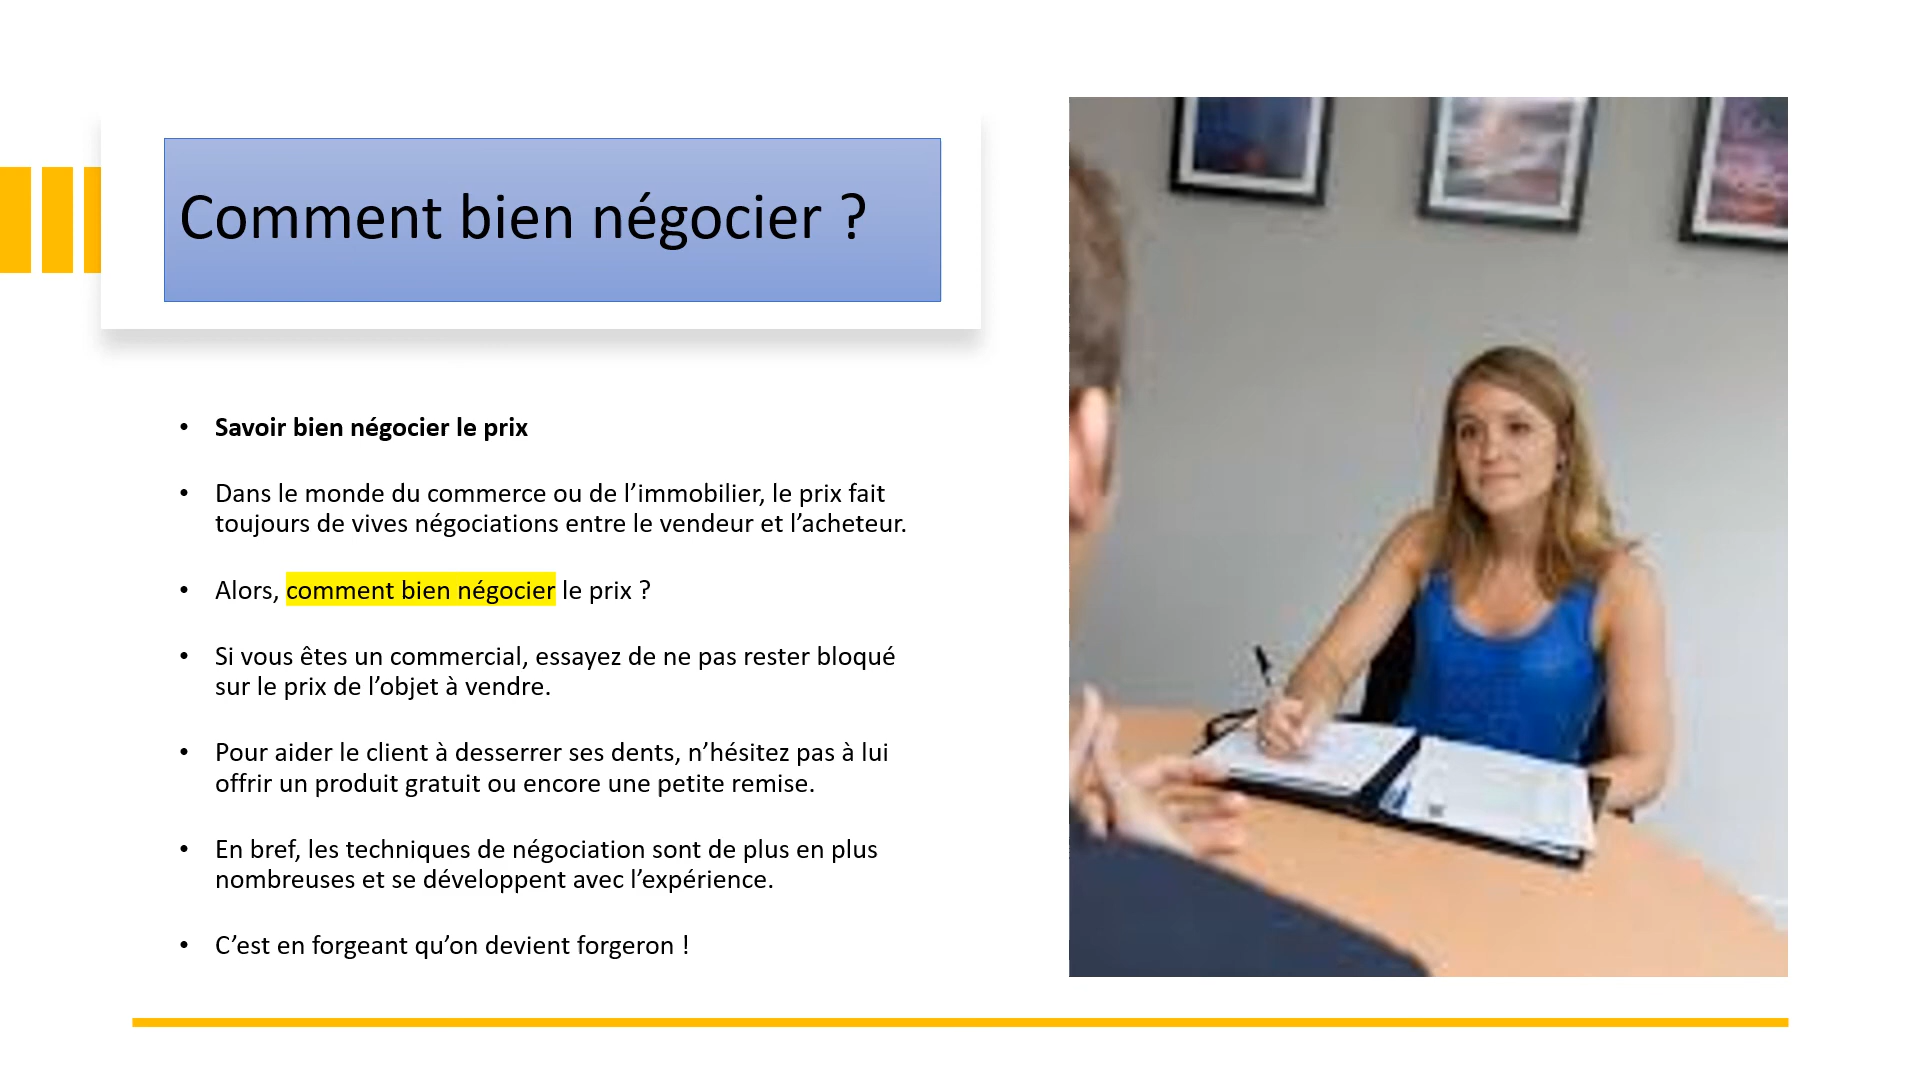 Comment bien négocier ?
• Savoir bien négocier le prix
• Dans le monde du commerce ou de l’immobilier, le prix fait
toujours de vives négociations entre le vendeur et l’acheteur.
• Alors, comment bien négocier le prix ?
• Si vous êtes un commercial, essayez de ne pas rester bloqué
sur le prix de l’objet à vendre.
• Pour aider le client à desserrer ses dents, n’hésitez pas à lui
offrir un produit gratuit ou encore une petite remise.
• En bref, les techniques de négociation sont de plus en plus
nombreuses et se développent avec l’expérience.
• C’est en forgeant qu’on devient forgeron !